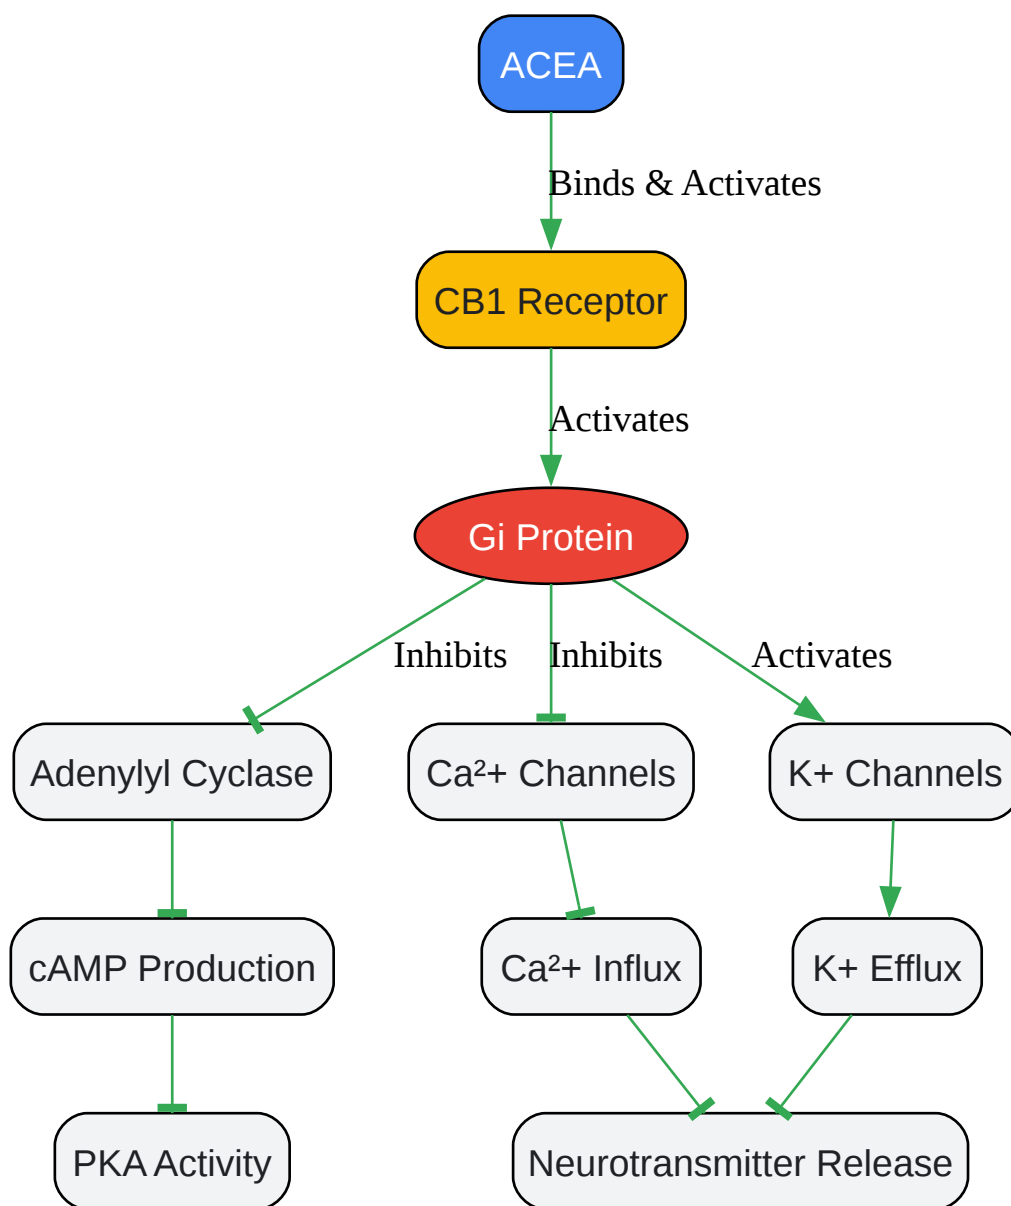 ACEA
Binds & Activates
CB1 Receptor
Activates
Gi Protein
Inhibits
Inhibits
Activates
Adenylyl Cyclase
Ca²+ Channels
K+ Channels
cAMP Production
Ca²+ Influx
K+ Efflux
PKA Activity
Neurotransmitter Release